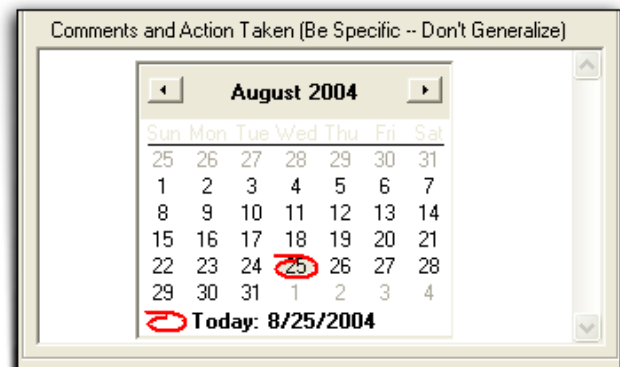 Comments and Action Taken (Be Specific -- Don't Generalize)
August 2004
Sun Mon Tue Wed Thu Fri Sat
25 26 27 28 29 30 31
1 2 3 4 5 6 7
8 9 10 11 12 13 14
15 16 17 18 19 20 21
22 23 24 25 26 27 28
29 30 31 1 2 3 4
Today: 8/25/2004